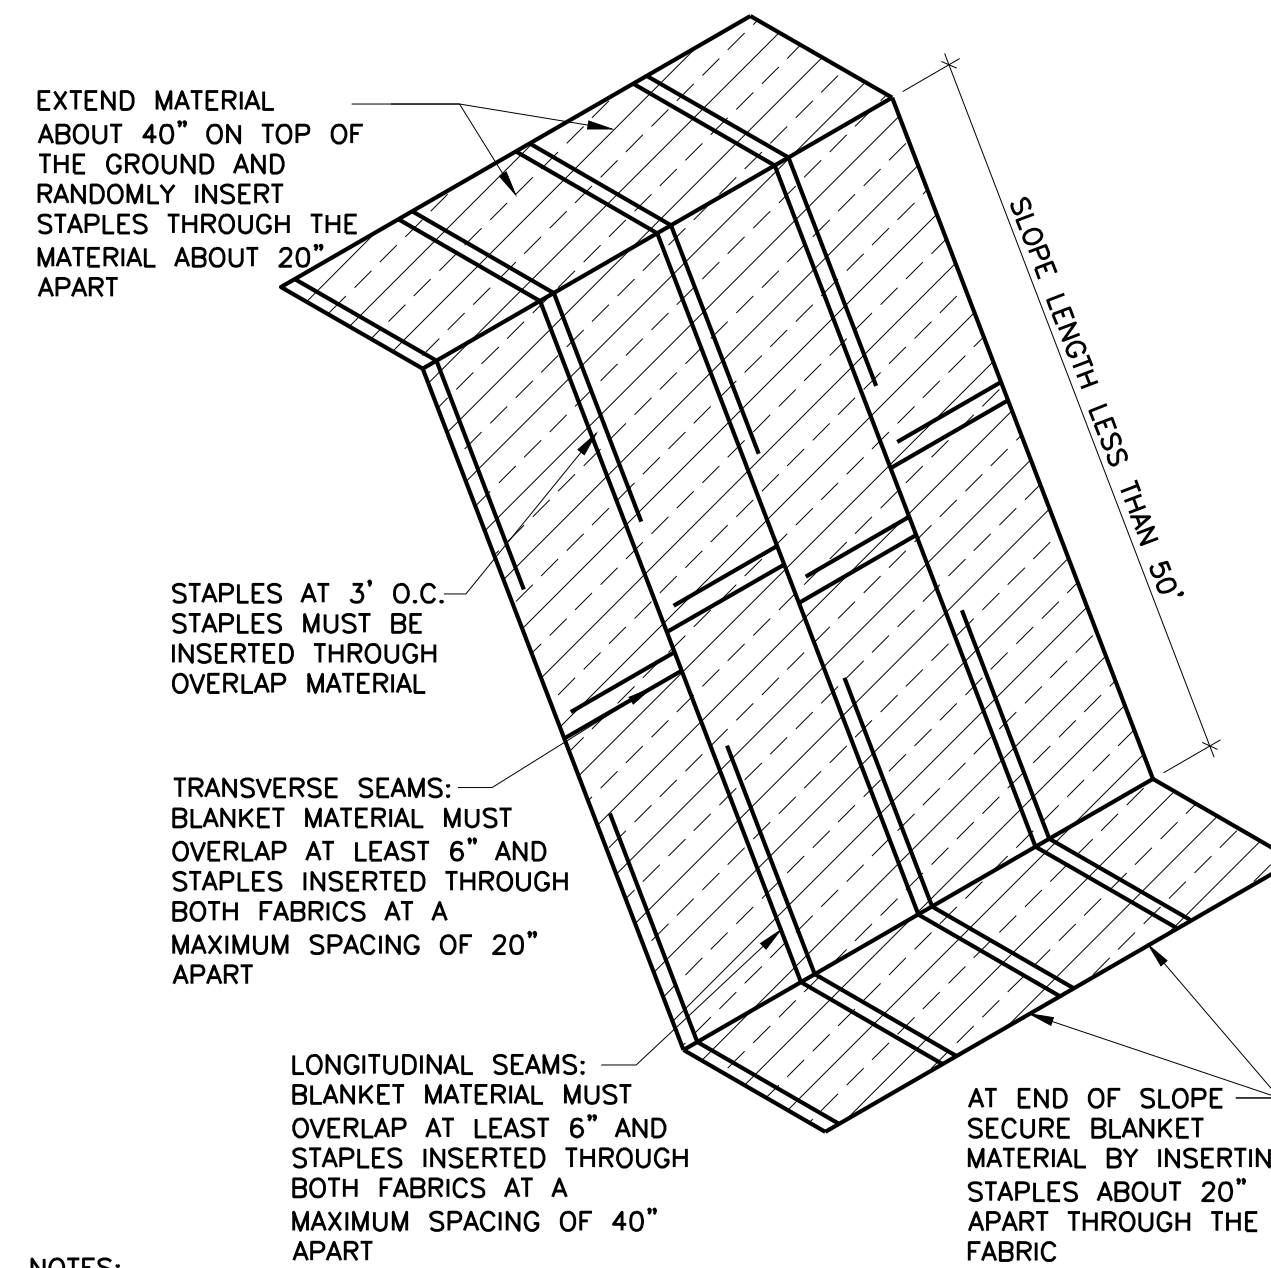 EXTEND MATERIAL
ABOUT 40" ON TOP OF
THE GROUND AND
RANDOMLY INSERT
STAPLES THROUGH THE
MATERIAL ABOUT 20"
APART
SLOPE LENGTH LESS THAN 50'
STAPLES AT 3' O.C.
STAPLES MUST BE
INSERTED THROUGH
OVERLAP MATERIAL
TRANSVERSE SEAMS:
BLANKET MATERIAL MUST
OVERLAP AT LEAST 6" AND
STAPLES INSERTED THROUGH
BOTH FABRICS AT A
MAXIMUM SPACING OF 20"
APART
LONGITUDINAL SEAMS:
BLANKET MATERIAL MUST
OVERLAP AT LEAST 6" AND
STAPLES INSERTED THROUGH
BOTH FABRICS AT A
MAXIMUM SPACING OF 40"
APART
AT END OF SLOPE
SECURE BLANKET
MATERIAL BY INSERTIN
STAPLES ABOUT 20"
APART THROUGH THE
FABRIC
NOTES: